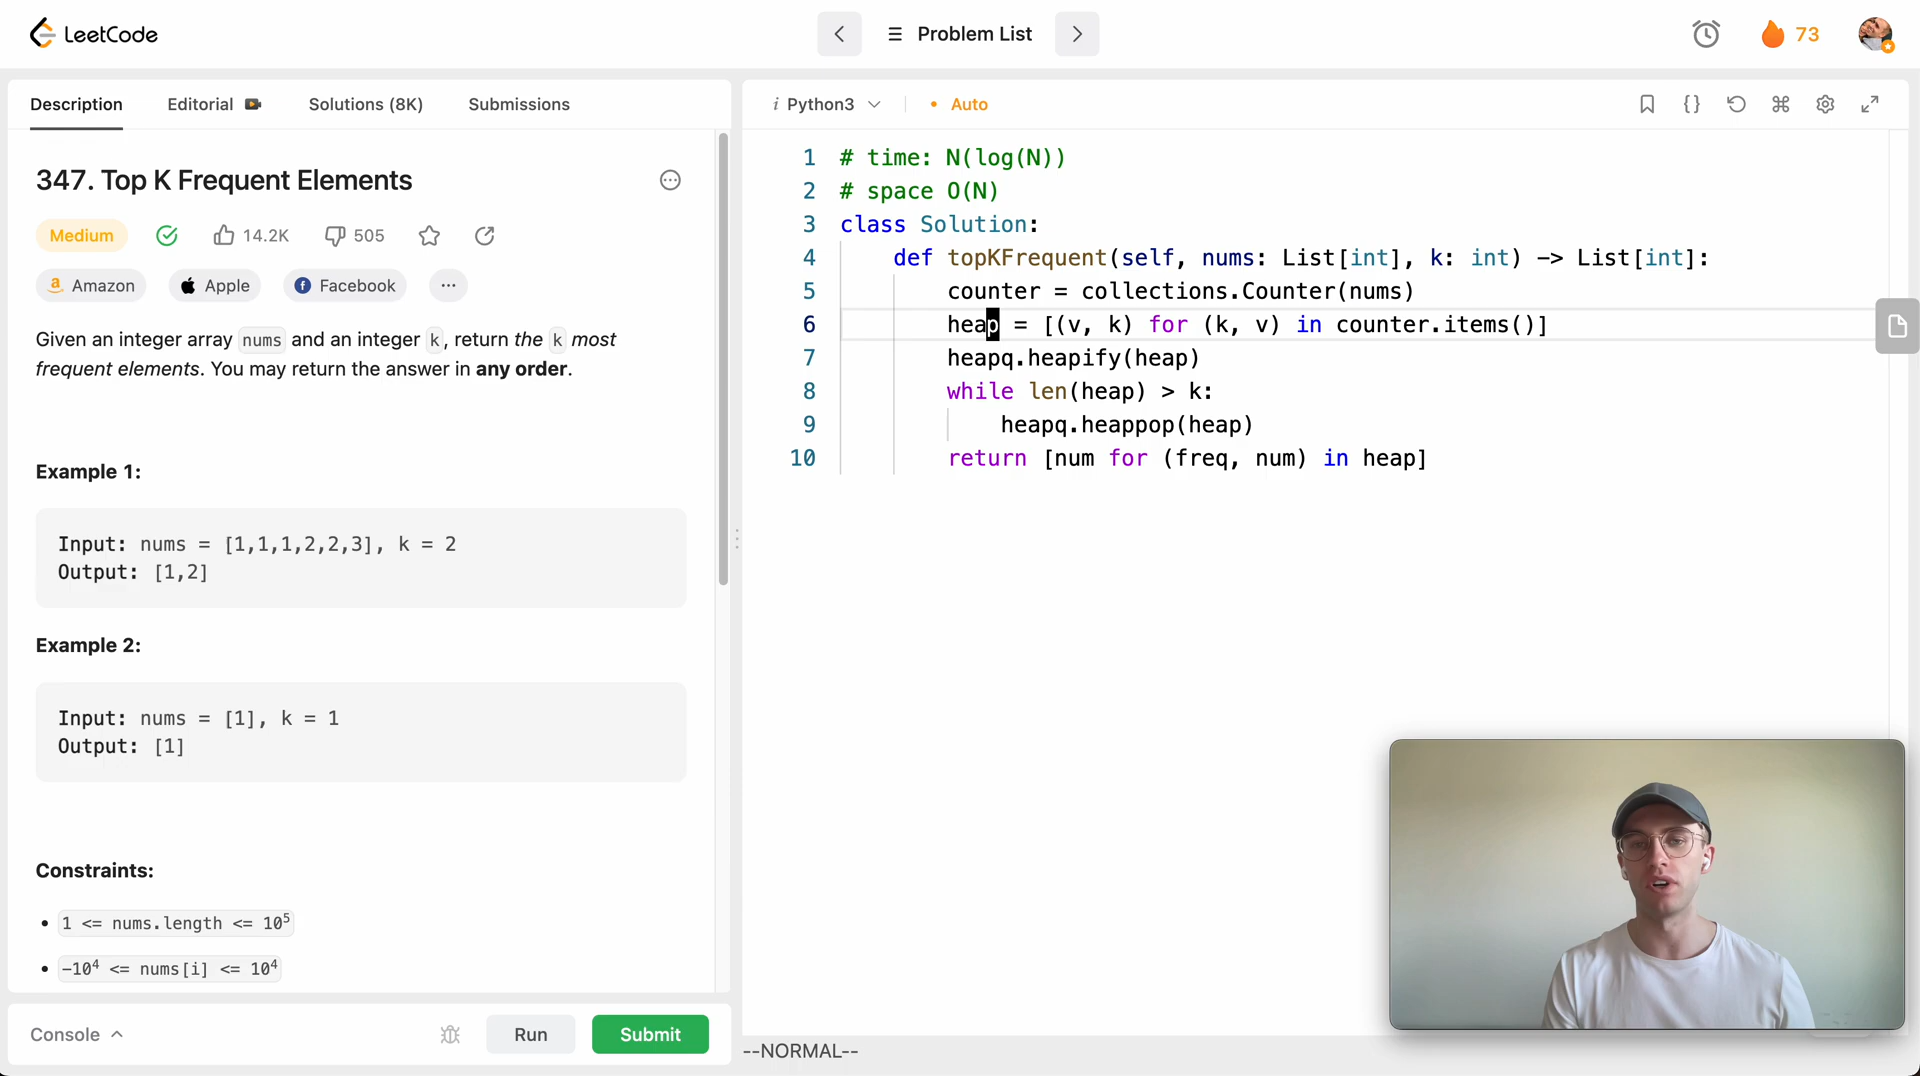 LeetCode
Problem List
73
Description
Editorial
Solutions (8K)
Submissions
347. Top K Frequent Elements
Medium
14.2K
505
Amazon
Apple
Facebook
Given an integer array nums and an integer k, return the k most
frequent elements. You may return the answer in any order.
Example 1:
Input: nums = [1,1,1,2,2,3], k = 2
Output: [1,2]
Example 2:
Input: nums = [1], k = 1
Output: [1]
Constraints:
• 1 <= nums.length <= 10⁵
• -10⁴ <= nums[i] <= 10⁴
Console
Run
Submit
i Python3
• Auto
1 # time: N(log(N))
2 # space O(N)
3 class Solution:
4 def topKFrequent(self, nums: List[int], k: int) -> List[int]:
5 counter = collections.Counter(nums)
6 heap = [(v, k) for (k, v) in counter.items()]
7 heapq.heapify(heap)
8 while len(heap) > k:
9 heapq.heappop(heap)
10 return [num for (freq, num) in heap]
--NORMAL--